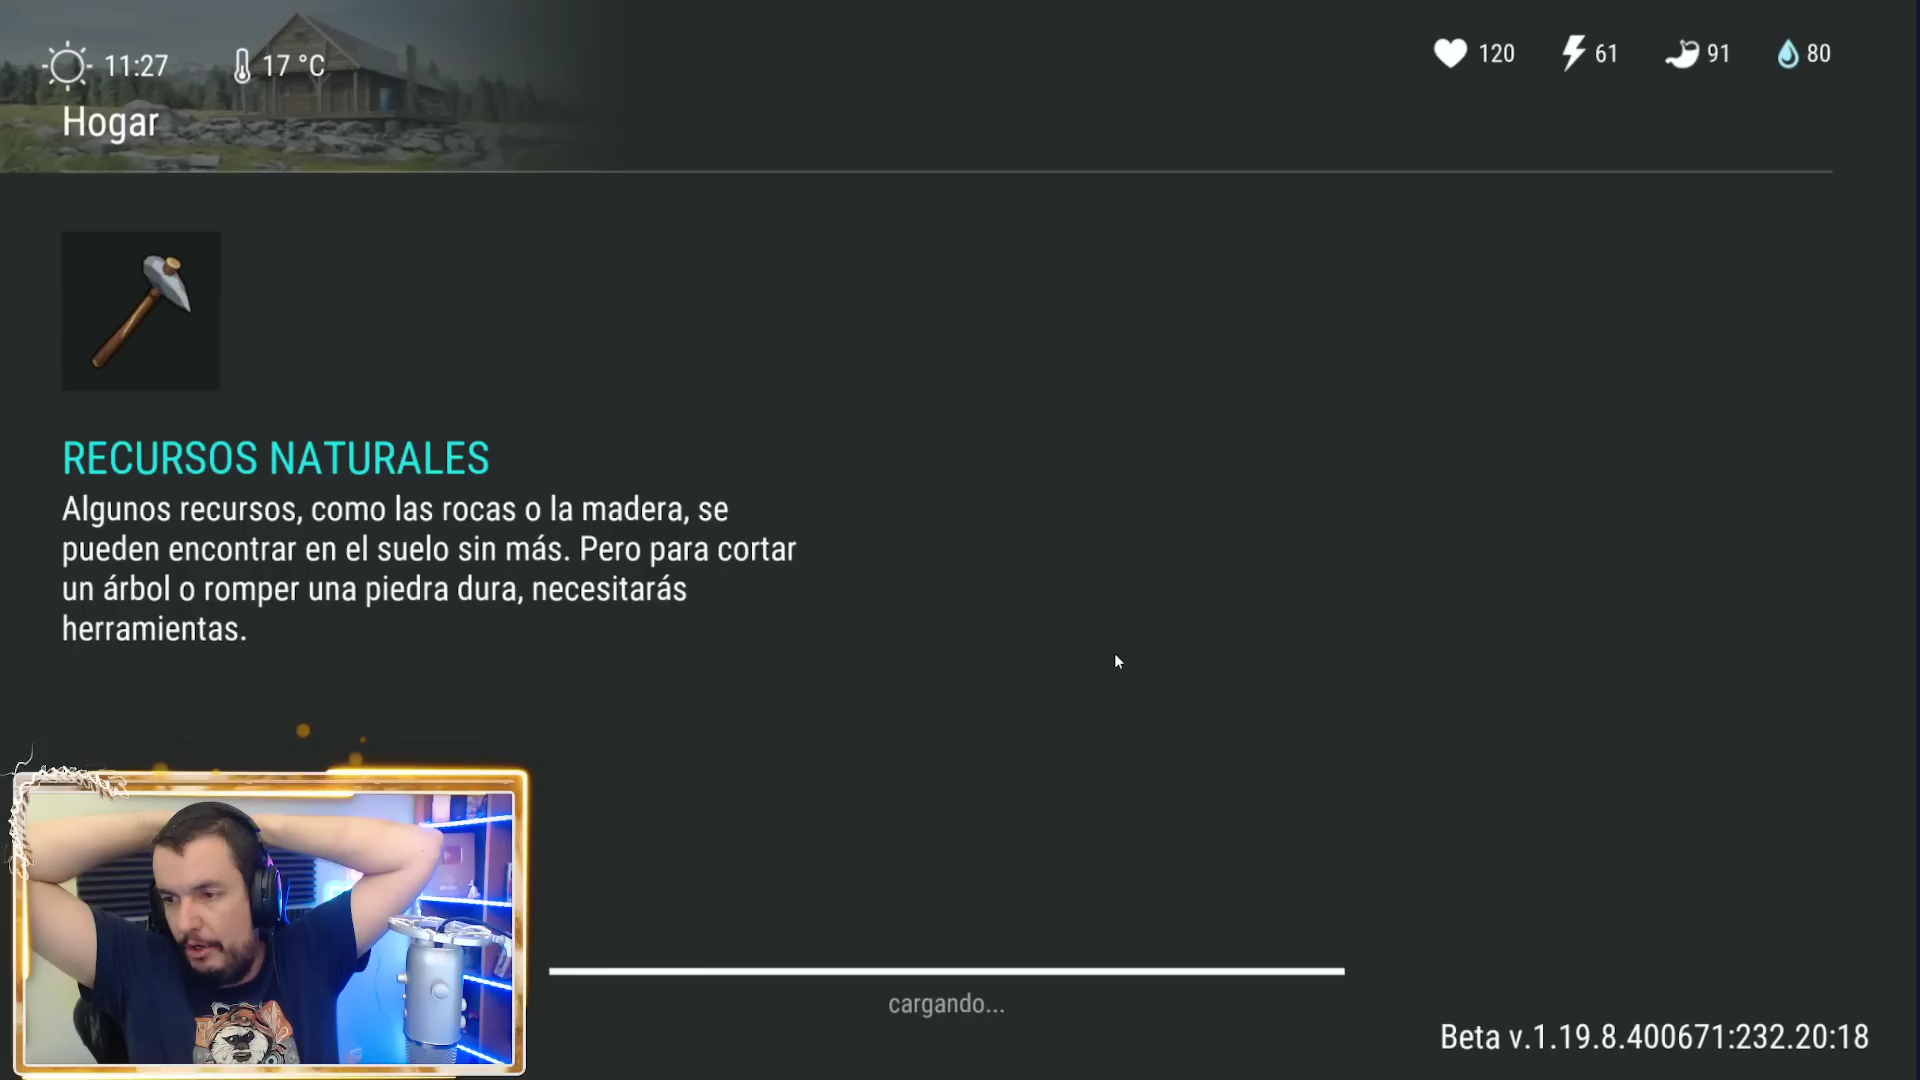 11:27
17 °C
120
61
91
80
Hogar
RECURSOS NATURALES
Algunos recursos, como las rocas o la madera, se
pueden encontrar en el suelo sin más. Pero para cortar
un árbol o romper una piedra dura, necesitarás
herramientas.
cargando...
Beta v.1.19.8.400671:232.20:18